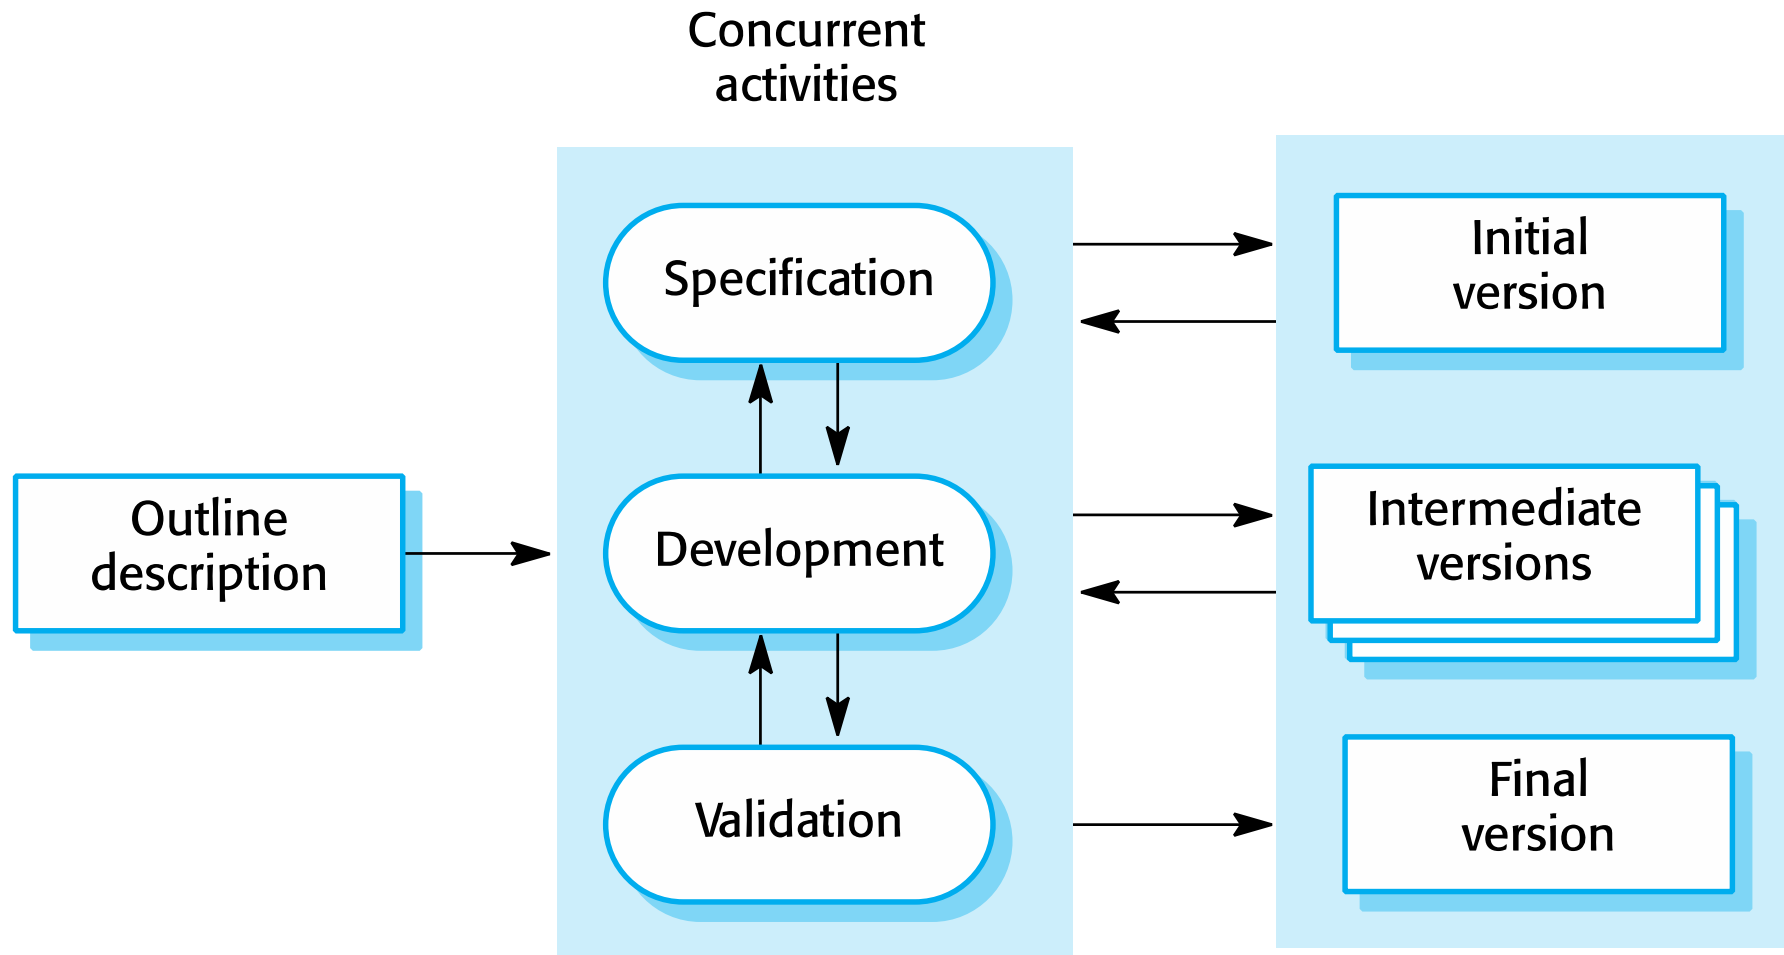 Concurrent
activities
Outline
description
Specification
Development
Validation
Initial
version
Intermediate
versions
Final
version